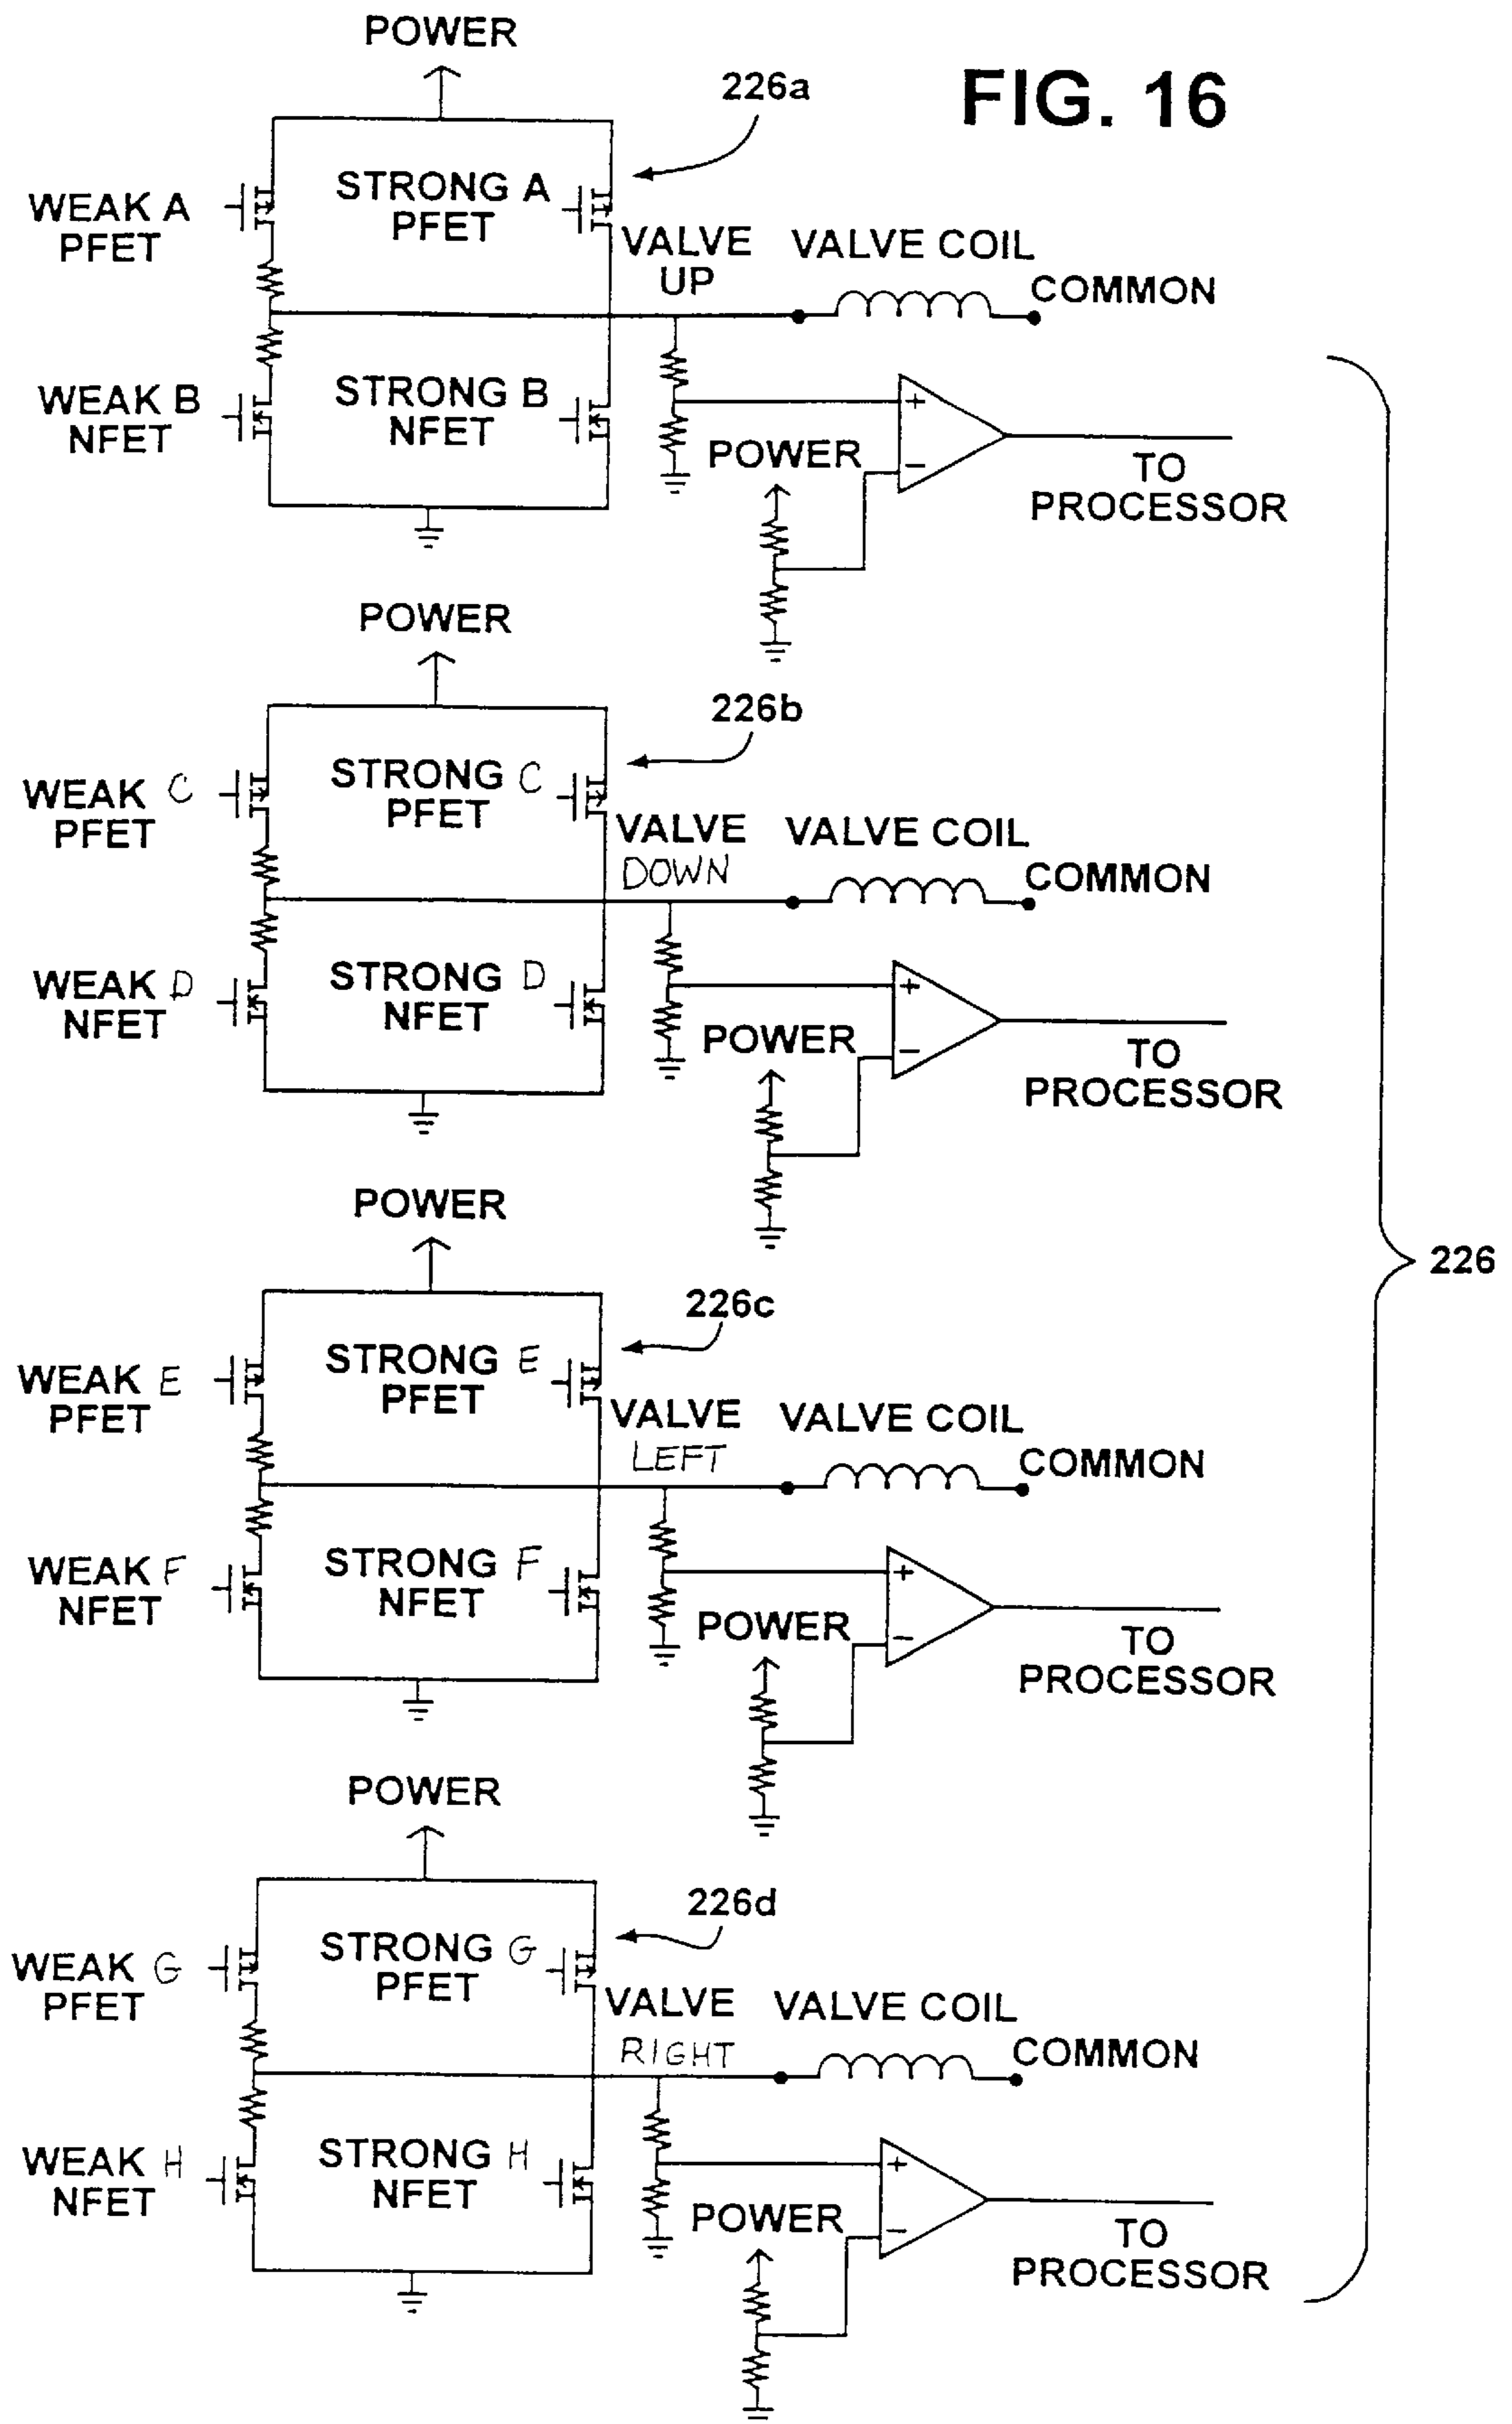 FIG. 16
POWER
226a
WEAK A
PFET
STRONG A
PFET
VALVE
UP
VALVE COIL
COMMON
WEAK B
NFET
STRONG B
NFET
POWER
+
−
TO
PROCESSOR
POWER
226b
WEAK C
PFET
STRONG C
PFET
VALVE
DOWN
VALVE COIL
COMMON
WEAK D
NFET
STRONG D
NFET
POWER
+
−
TO
PROCESSOR
POWER
226c
WEAK E
PFET
STRONG E
PFET
VALVE
LEFT
VALVE COIL
COMMON
WEAK F
NFET
STRONG F
NFET
POWER
+
−
TO
PROCESSOR
POWER
226d
WEAK G
PFET
STRONG G
PFET
VALVE
RIGHT
VALVE COIL
COMMON
WEAK H
NFET
STRONG H
NFET
POWER
+
−
TO
PROCESSOR
226